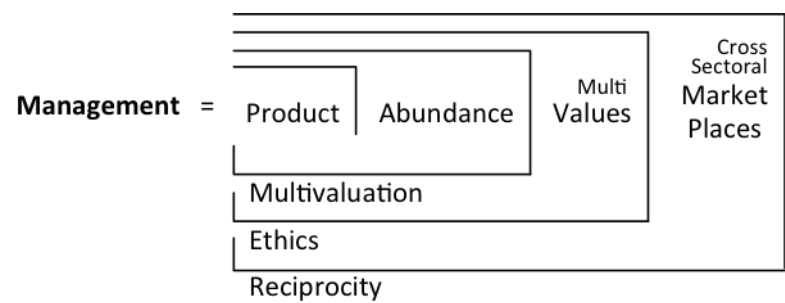 Cross
Sectoral
Multi Market
Management = Product Abundance Values Places
Multivaluation
Ethics
Reciprocity